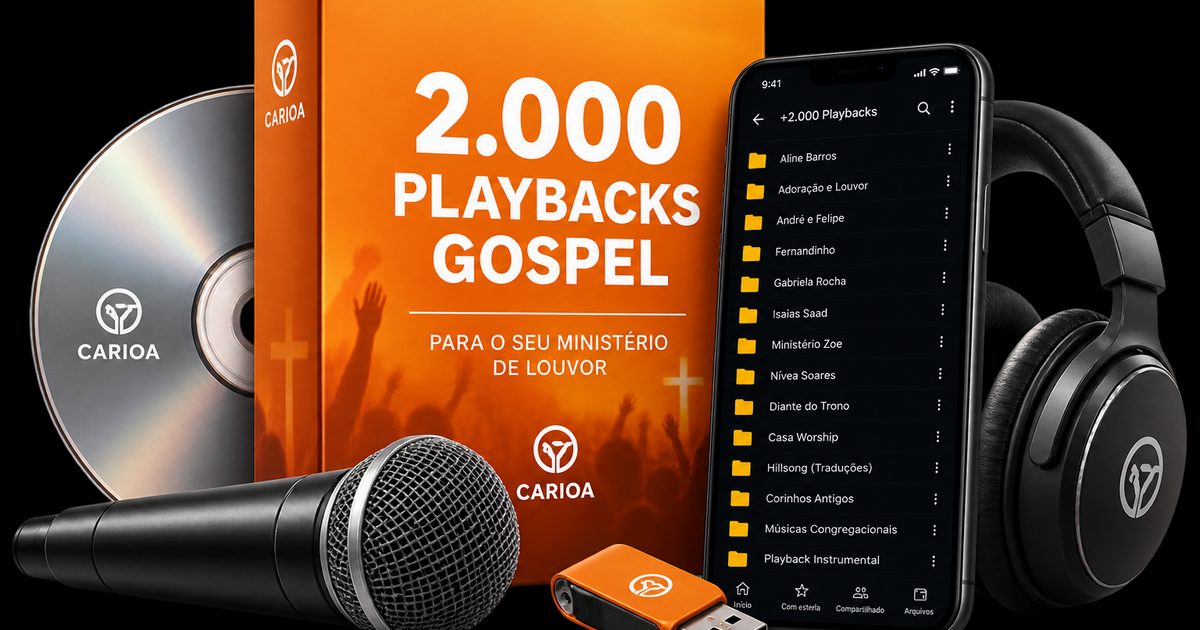 CARIOA
CARIOA
2.000
PLAYBACKS
GOSPEL
PARA O SEU MINISTÉRIO
DE LOUVOR
CARIOA
9:41
+2.000 Playbacks
Aline Barros
Adoração e Louvor
André e Felipe
Fernandinho
Gabriela Rocha
Isaias Saad
Ministério Zoe
Nívea Soares
Diante do Trono
Casa Worship
Hillsong (Traduções)
Corinhos Antigos
Músicas Congregacionais
Playback Instrumental
Início
Com esterla
Compartilhado
Arquivos